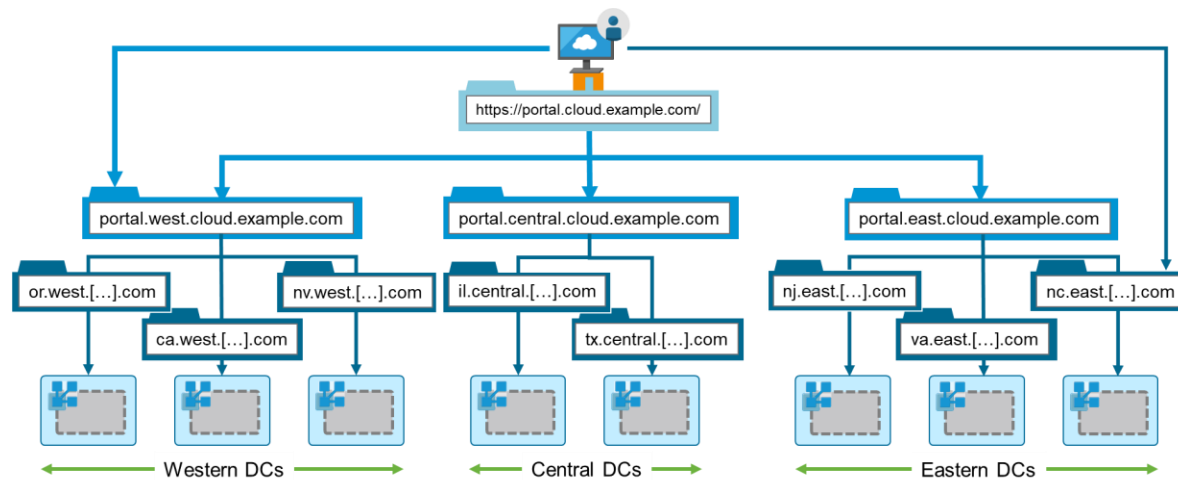 https://portal.cloud.example.com/
portal.west.cloud.example.com
portal.central.cloud.example.com
portal.east.cloud.example.com
or.west.[…].com
nv.west.[…].com
il.central.[…].com
nj.east.[…].com
nc.east.[…].com
ca.west.[…].com
tx.central.[…].com
va.east.[…].com
Western DCs
Central DCs
Eastern DCs